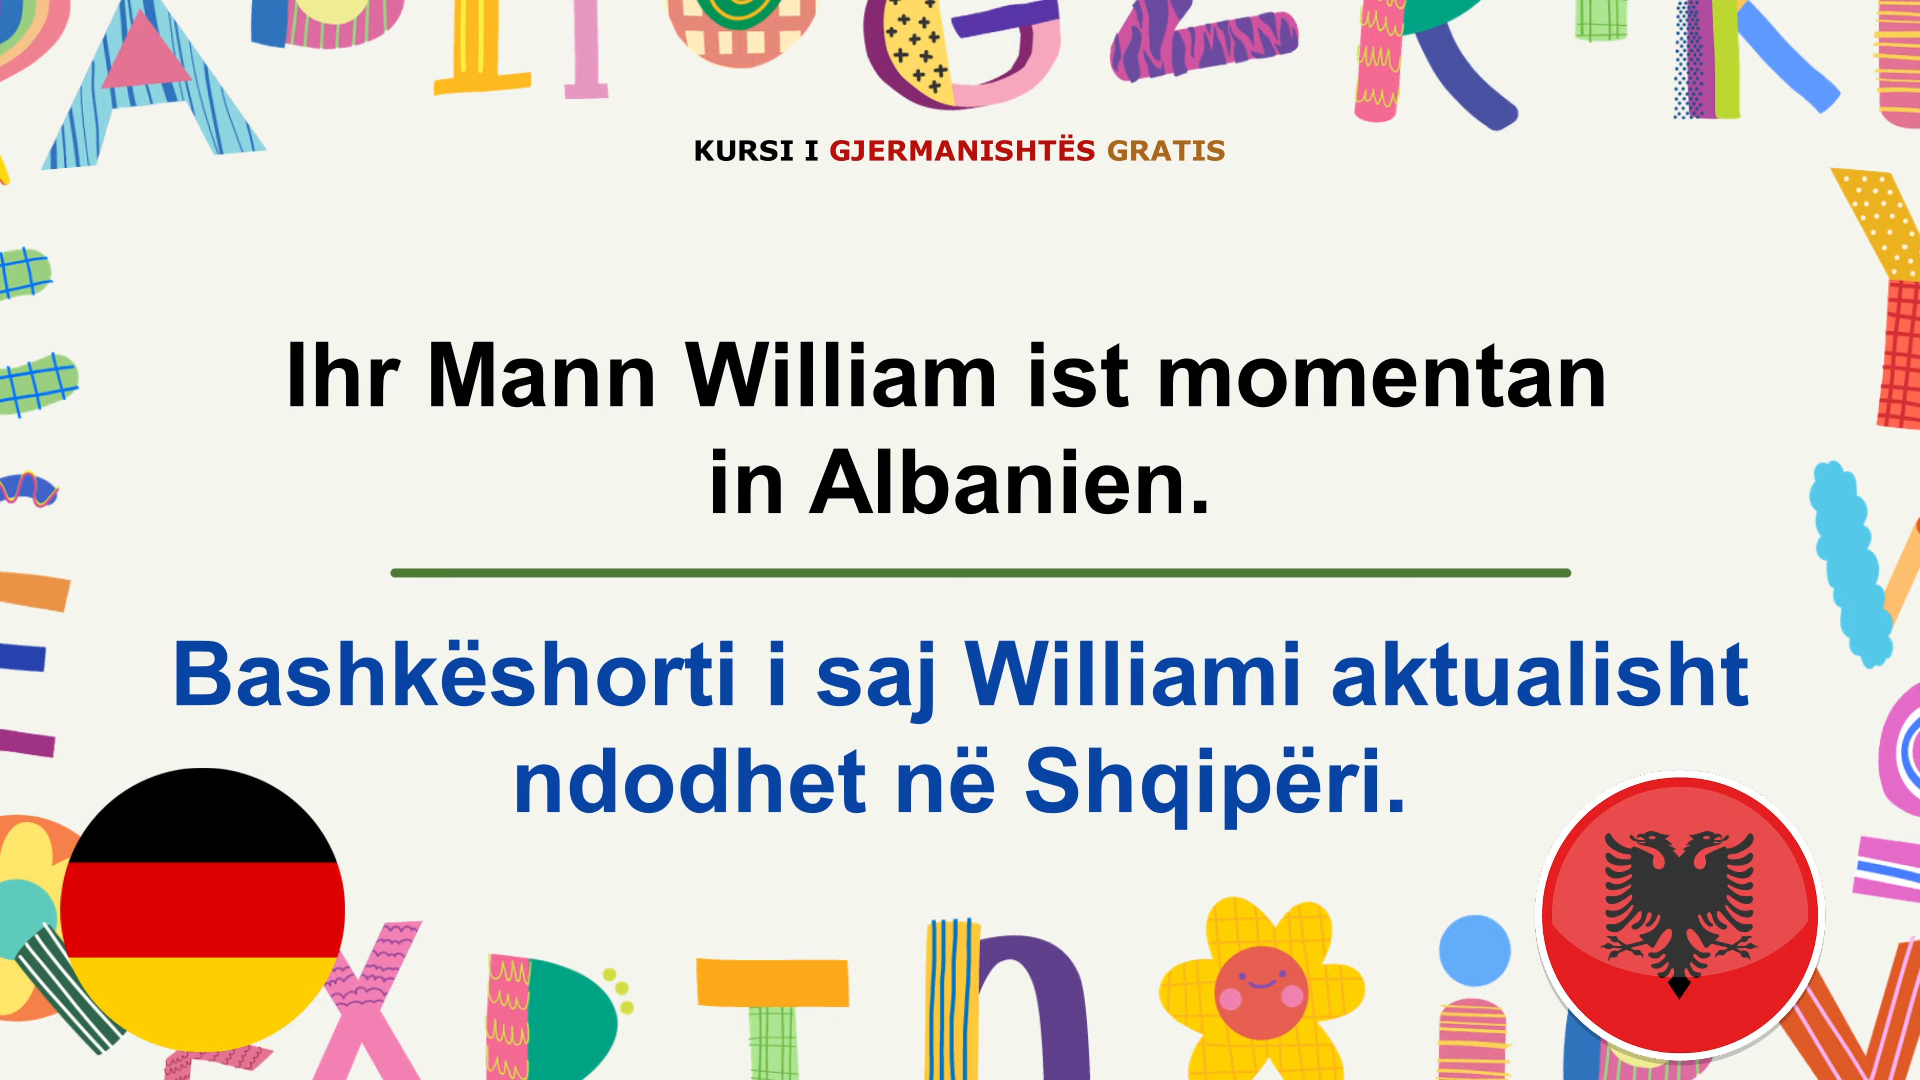 KURSI I GJERMANISHTËS GRATIS
Ihr Mann William ist momentan
in Albanien.
Bashkëshorti i saj Williami aktualisht
ndodhet në Shqipëri.